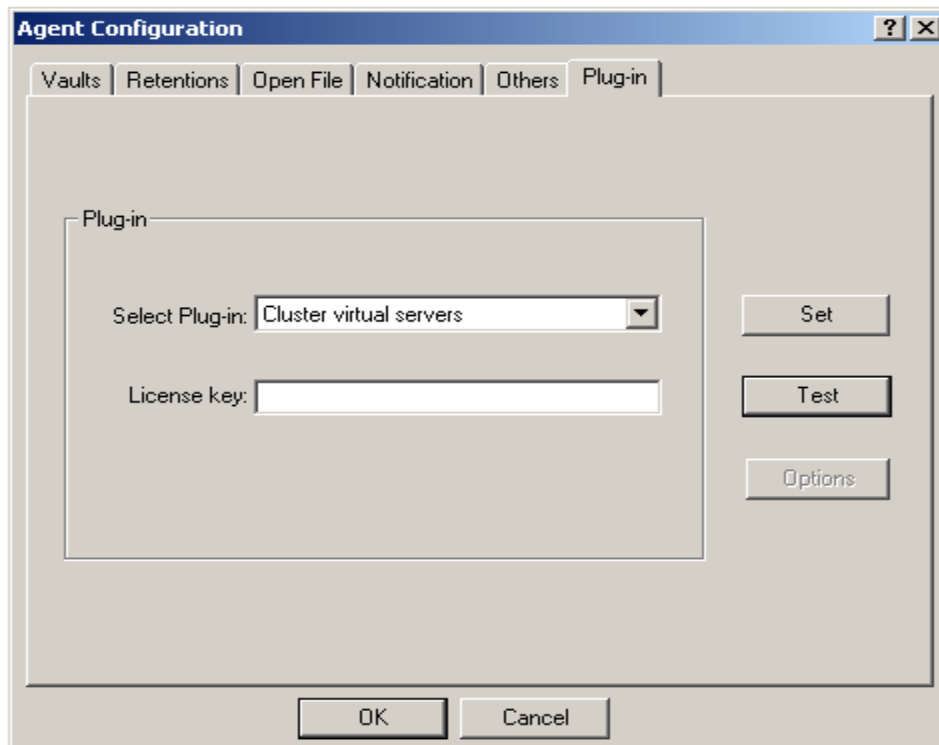 Agent Configuration
Vaults Retentions Open File Notification Others Plug-in
Plug-in
Select Plug-in: Cluster virtual servers Set
License key: Test
Options
OK Cancel